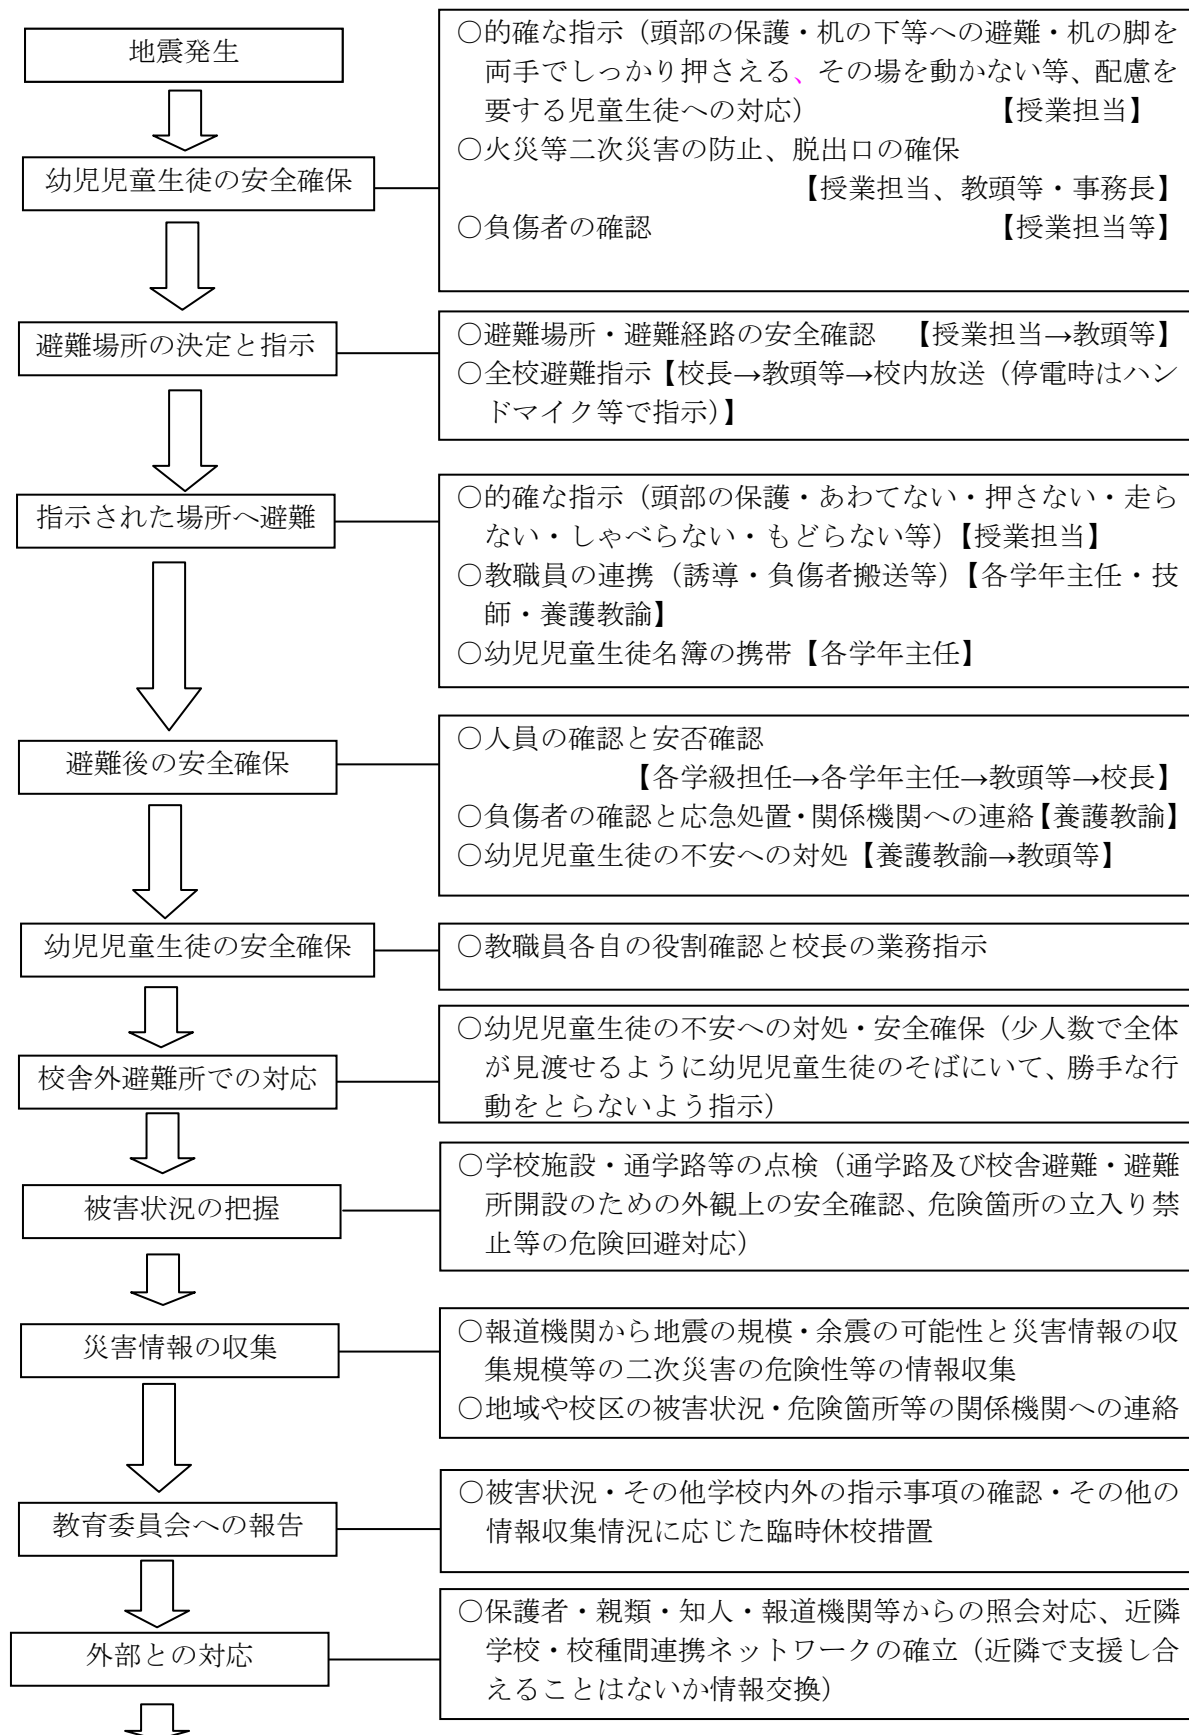 地震発生
○的確な指示（頭部の保護・机の下等への避難・机の脚を
両手でしっかり押さえる、その場を動かない等、配慮を
要する児童生徒への対応）　【授業担当】
○火災等二次災害の防止、脱出口の確保
【授業担当、教頭等・事務長】
○負傷者の確認　【授業担当等】
幼児児童生徒の安全確保
避難場所の決定と指示
○避難場所・避難経路の安全確認　【授業担当→教頭等】
○全校避難指示【校長→教頭等→校内放送（停電時はハン
ドマイク等で指示）】
指示された場所へ避難
○的確な指示（頭部の保護・あわてない・押さない・走ら
ない・しゃべらない・もどらない等）【授業担当】
○教職員の連携（誘導・負傷者搬送等）【各学年主任・技
師・養護教諭】
○幼児児童生徒名簿の携帯【各学年主任】
避難後の安全確保
○人員の確認と安否確認
【各学級担任→各学年主任→教頭等→校長】
○負傷者の確認と応急処置・関係機関への連絡【養護教諭】
○幼児児童生徒の不安への対処【養護教諭→教頭等】
幼児児童生徒の安全確保
○教職員各自の役割確認と校長の業務指示
校舎外避難所での対応
○幼児児童生徒の不安への対処・安全確保（少人数で全体
が見渡せるように幼児児童生徒のそばにいて、勝手な行
動をとらないよう指示）
被害状況の把握
○学校施設・通学路等の点検（通学路及び校舎避難・避難
所開設のための外観上の安全確認、危険箇所の立入り禁
止等の危険回避対応）
災害情報の収集
○報道機関から地震の規模・余震の可能性と災害情報の収
集規模等の二次災害の危険性等の情報収集
○地域や校区の被害状況・危険箇所等の関係機関への連絡
教育委員会への報告
○被害状況・その他学校内外の指示事項の確認・その他の
情報収集情況に応じた臨時休校措置
外部との対応
○保護者・親類・知人・報道機関等からの照会対応、近隣
学校・校種間連携ネットワークの確立（近隣で支援し合
えることはないか情報交換）